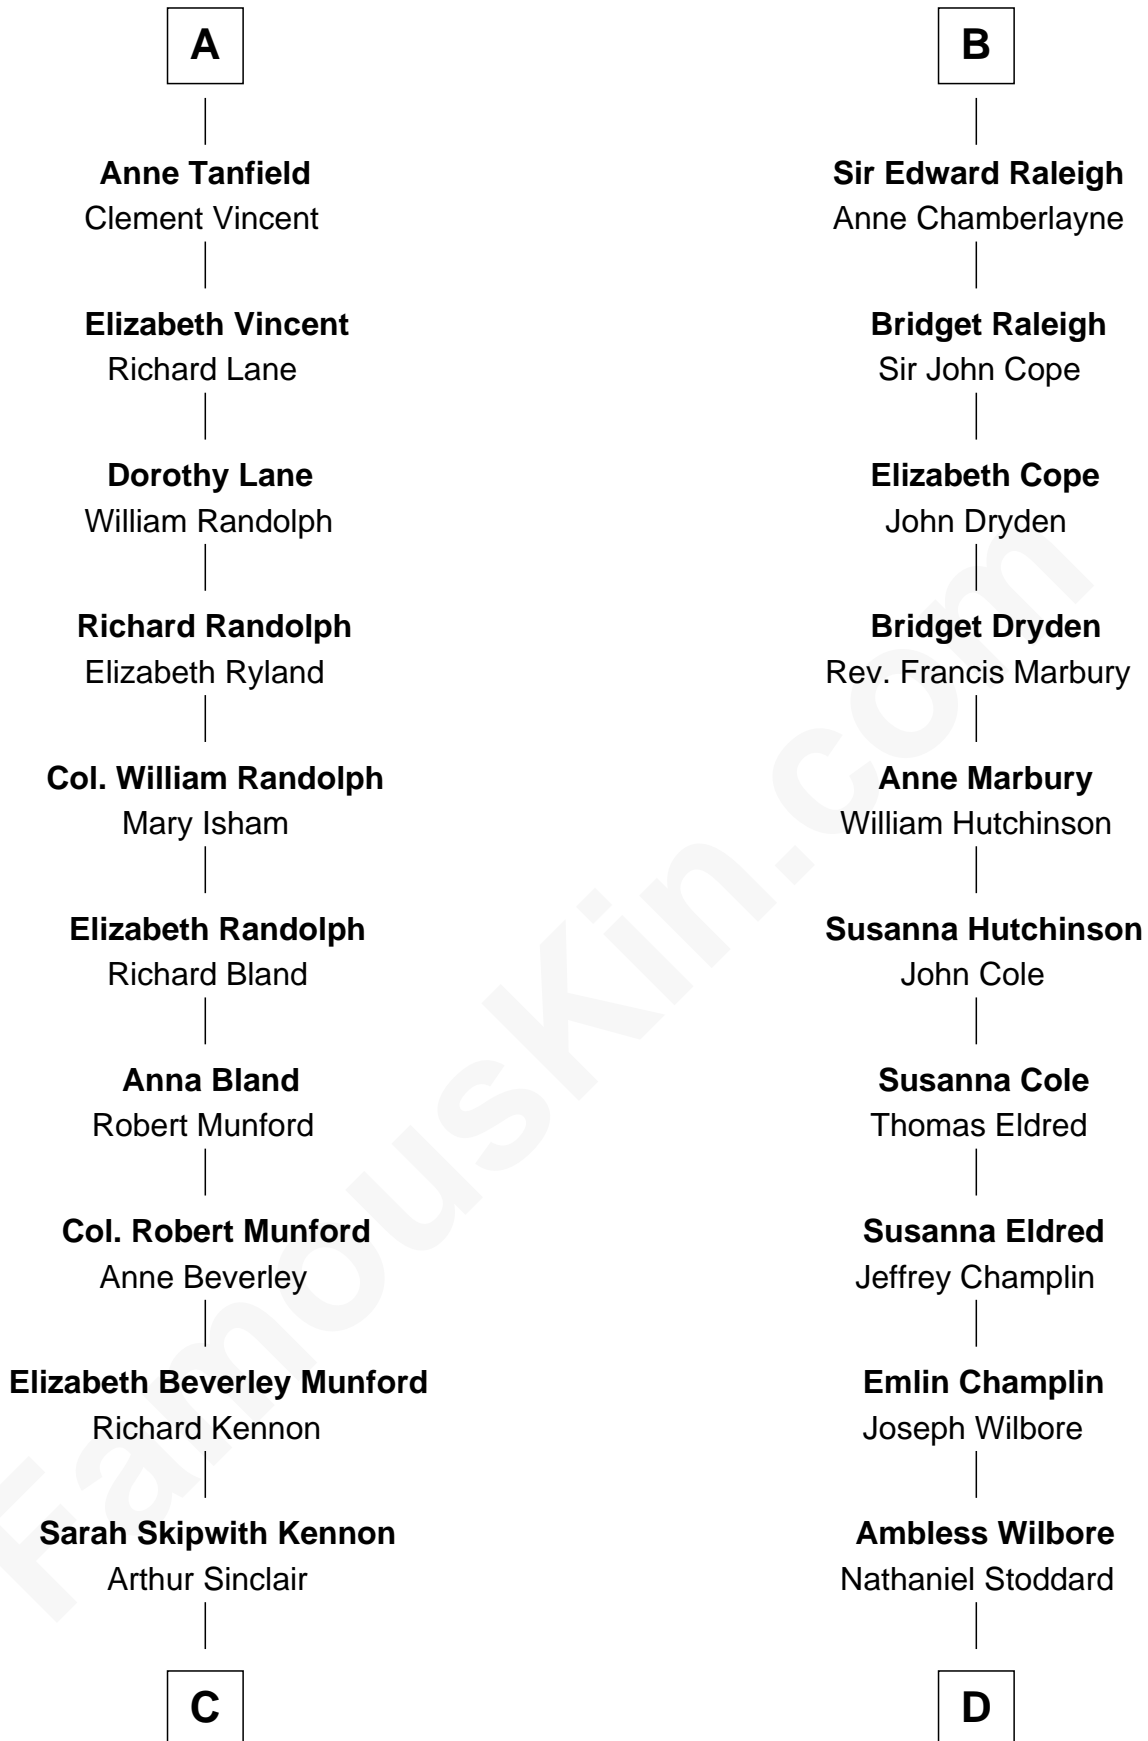 A
Anne Tanfield
Clement Vincent
Elizabeth Vincent
Richard Lane
Dorothy Lane
William Randolph
Richard Randolph
Elizabeth Ryland
Col. William Randolph
Mary Isham
Elizabeth Randolph
Richard Bland
Anna Bland
Robert Munford
Col. Robert Munford
Anne Beverley
Elizabeth Beverley Munford
Richard Kennon
Sarah Skipwith Kennon
Arthur Sinclair
C
B
Sir Edward Raleigh
Anne Chamberlayne
Bridget Raleigh
Sir John Cope
Elizabeth Cope
John Dryden
Bridget Dryden
Rev. Francis Marbury
Anne Marbury
William Hutchinson
Susanna Hutchinson
John Cole
Susanna Cole
Thomas Eldred
Susanna Eldred
Jeffrey Champlin
Emlin Champlin
Joseph Wilbore
Ambless Wilbore
Nathaniel Stoddard
D
FamousKin.com